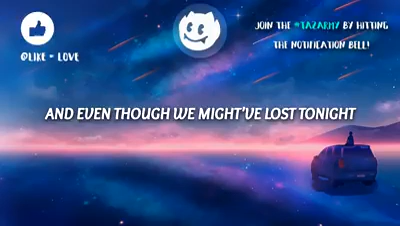 JOIN THE #TAZARMY BY HITTING
THE NOTIFICATION BELL!
@LIKE = LOVE
AND EVEN THOUGH WE MIGHT'VE LOST TONIGHT